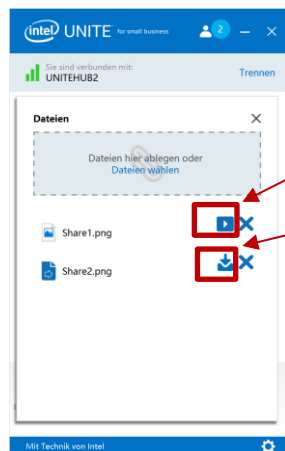 intel UNITE for small business 2
Sie sind verbunden mit:
UNITEHUB2
Trennen
Dateien
Dateien hier ablegen oder
Dateien wählen
Share1.png
Share2.png
Mit Technik von Intel